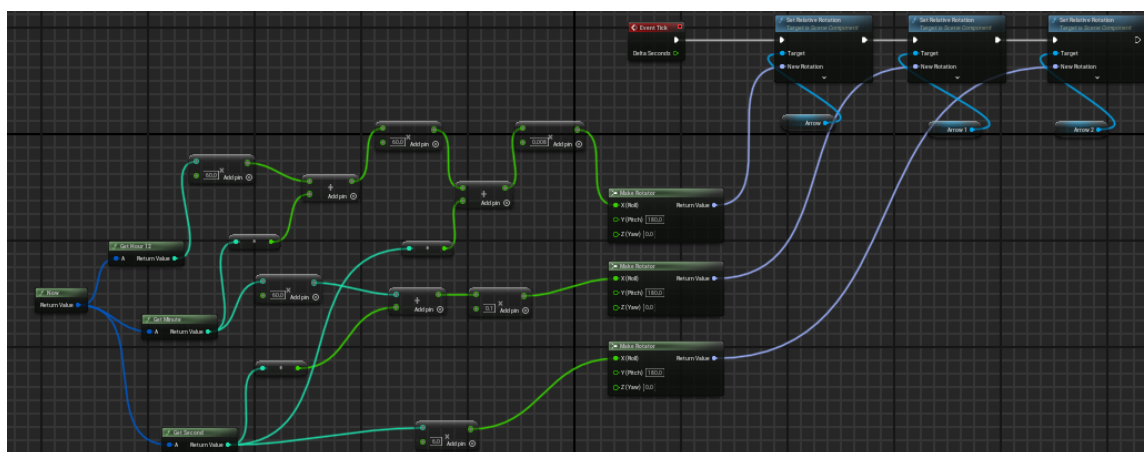 Event Tick
Delta Seconds
Set Relative Rotation
Target is Scene Component
Target
New Rotation
Set Relative Rotation
Target is Scene Component
Target
New Rotation
Set Relative Rotation
Target is Scene Component
Target
New Rotation
Arrow
Arrow 1
Arrow 2
60.0
Add pin
+
Add pin
60.0
Add pin
+
Add pin
0.008
Add pin
Make Rotator
X (Roll)
Return Value
Y (Pitch) 180.0
Z (Yaw) 0.0
Get Hour 12
A
Return Value
Now
Return Value
Get Minute
A
Return Value
60.0
Add pin
+
Add pin
0.1
Add pin
Make Rotator
X (Roll)
Return Value
Y (Pitch) 180.0
Z (Yaw) 0.0
Make Rotator
X (Roll)
Return Value
Y (Pitch) 180.0
Z (Yaw) 0.0
Get Second
A
Return Value
6.0
Add pin